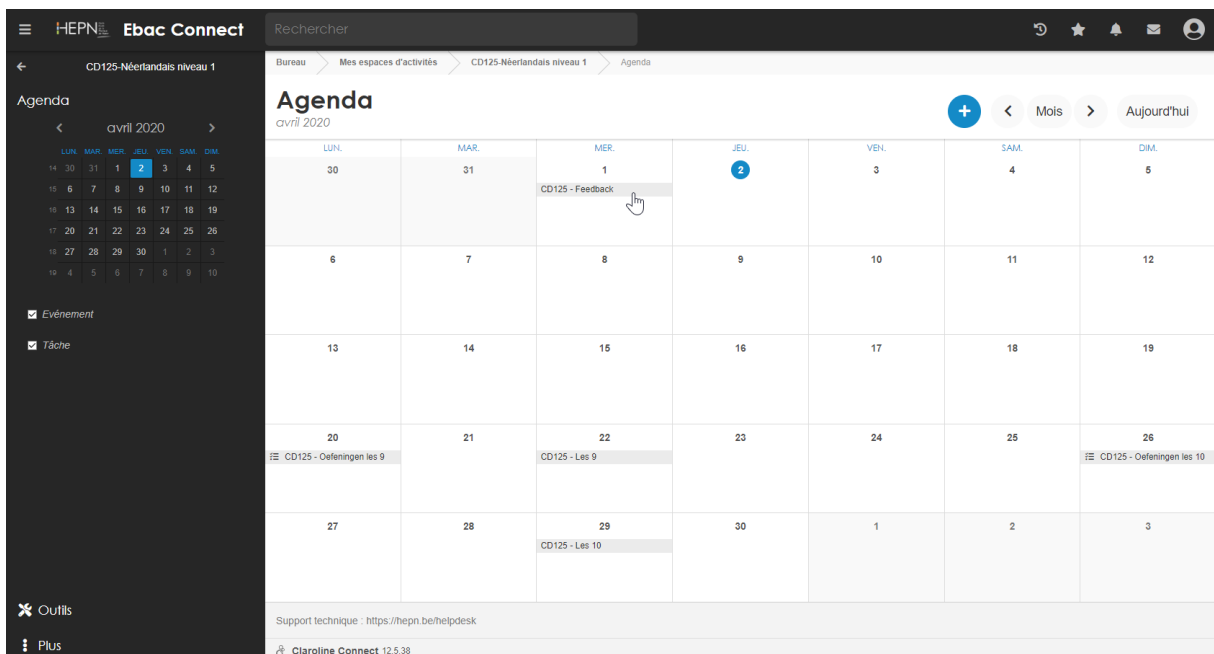 HEPN Ebac Connect Rechercher
CD125-Néerlandais niveau 1
Bureau Mes espaces d'activités CD125-Néerlandais niveau 1 Agenda
Agenda
avril 2020
LUN. MAR. MER. JEU. VEN. SAM. DIM.
14 30 31 1 2 3 4 5
15 6 7 8 9 10 11 12
16 13 14 15 16 17 18 19
17 20 21 22 23 24 25 26
18 27 28 29 30 1 2 3
19 4 5 6 7 8 9 10
Evénement
Tâche
Outils
Plus
Agenda
avril 2020
+ Mois Aujourd'hui
LUN. MAR. MER. JEU. VEN. SAM. DIM.
30 31 1 2 3 4 5
CD125 - Feedback
6 7 8 9 10 11 12
13 14 15 16 17 18 19
20 21 22 23 24 25 26
CD125 - Oefeningen les 9 CD125 - Les 9 CD125 - Oefeningen les 10
27 28 29 30 1 2 3
CD125 - Les 10
Support technique : https://hepn.be/helpdesk
Claroline Connect 12.5.38